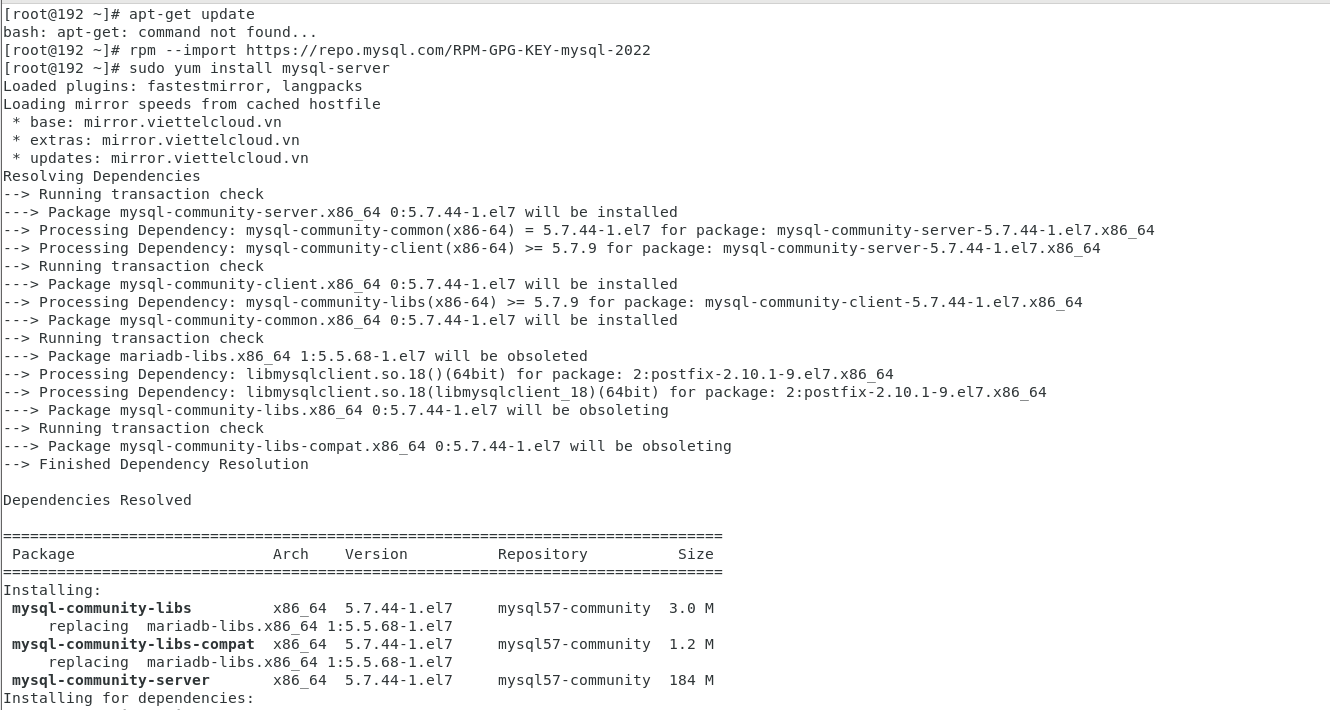 [root@192 ~]# apt-get update
bash: apt-get: command not found...
[root@192 ~]# rpm --import https://repo.mysql.com/RPM-GPG-KEY-mysql-2022
[root@192 ~]# sudo yum install mysql-server
Loaded plugins: fastestmirror, langpacks
Loading mirror speeds from cached hostfile
 * base: mirror.viettelcloud.vn
 * extras: mirror.viettelcloud.vn
 * updates: mirror.viettelcloud.vn
Resolving Dependencies
--> Running transaction check
---> Package mysql-community-server.x86_64 0:5.7.44-1.el7 will be installed
--> Processing Dependency: mysql-community-common(x86-64) = 5.7.44-1.el7 for package: mysql-community-server-5.7.44-1.el7.x86_64
--> Processing Dependency: mysql-community-client(x86-64) >= 5.7.9 for package: mysql-community-server-5.7.44-1.el7.x86_64
--> Running transaction check
---> Package mysql-community-client.x86_64 0:5.7.44-1.el7 will be installed
--> Processing Dependency: mysql-community-libs(x86-64) >= 5.7.9 for package: mysql-community-client-5.7.44-1.el7.x86_64
---> Package mysql-community-common.x86_64 0:5.7.44-1.el7 will be installed
--> Running transaction check
---> Package mariadb-libs.x86_64 1:5.5.68-1.el7 will be obsoleted
--> Processing Dependency: libmysqlclient.so.18()(64bit) for package: 2:postfix-2.10.1-9.el7.x86_64
--> Processing Dependency: libmysqlclient.so.18(libmysqlclient_18)(64bit) for package: 2:postfix-2.10.1-9.el7.x86_64
---> Package mysql-community-libs.x86_64 0:5.7.44-1.el7 will be obsoleting
--> Running transaction check
---> Package mysql-community-libs-compat.x86_64 0:5.7.44-1.el7 will be obsoleting
--> Finished Dependency Resolution

Dependencies Resolved

================================================================================
 Package                      Arch    Version          Repository          Size
================================================================================
Installing:
 mysql-community-libs         x86_64  5.7.44-1.el7     mysql57-community  3.0 M
     replacing  mariadb-libs.x86_64 1:5.5.68-1.el7
 mysql-community-libs-compat  x86_64  5.7.44-1.el7     mysql57-community  1.2 M
     replacing  mariadb-libs.x86_64 1:5.5.68-1.el7
 mysql-community-server       x86_64  5.7.44-1.el7     mysql57-community  184 M
Installing for dependencies: